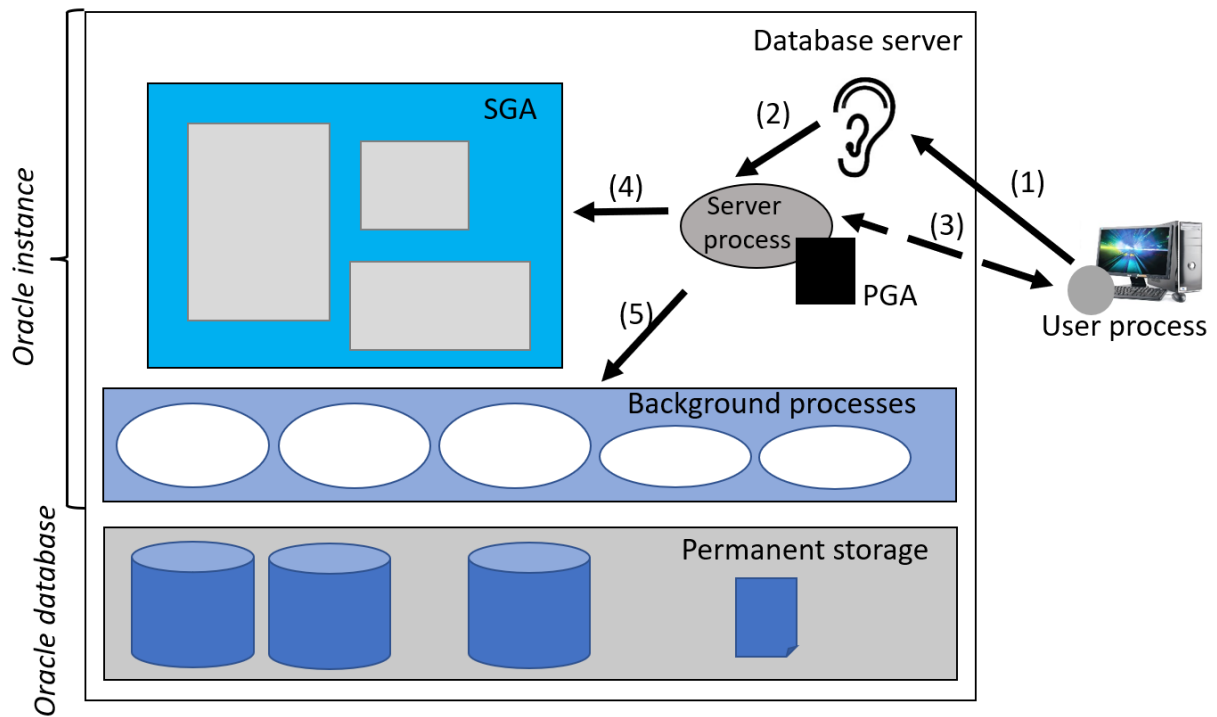 Database server
SGA
(2)
(1)
(4)
Server
process
(3)
PGA
(5)
User process
Oracle instance
Background processes
Oracle database
Permanent storage